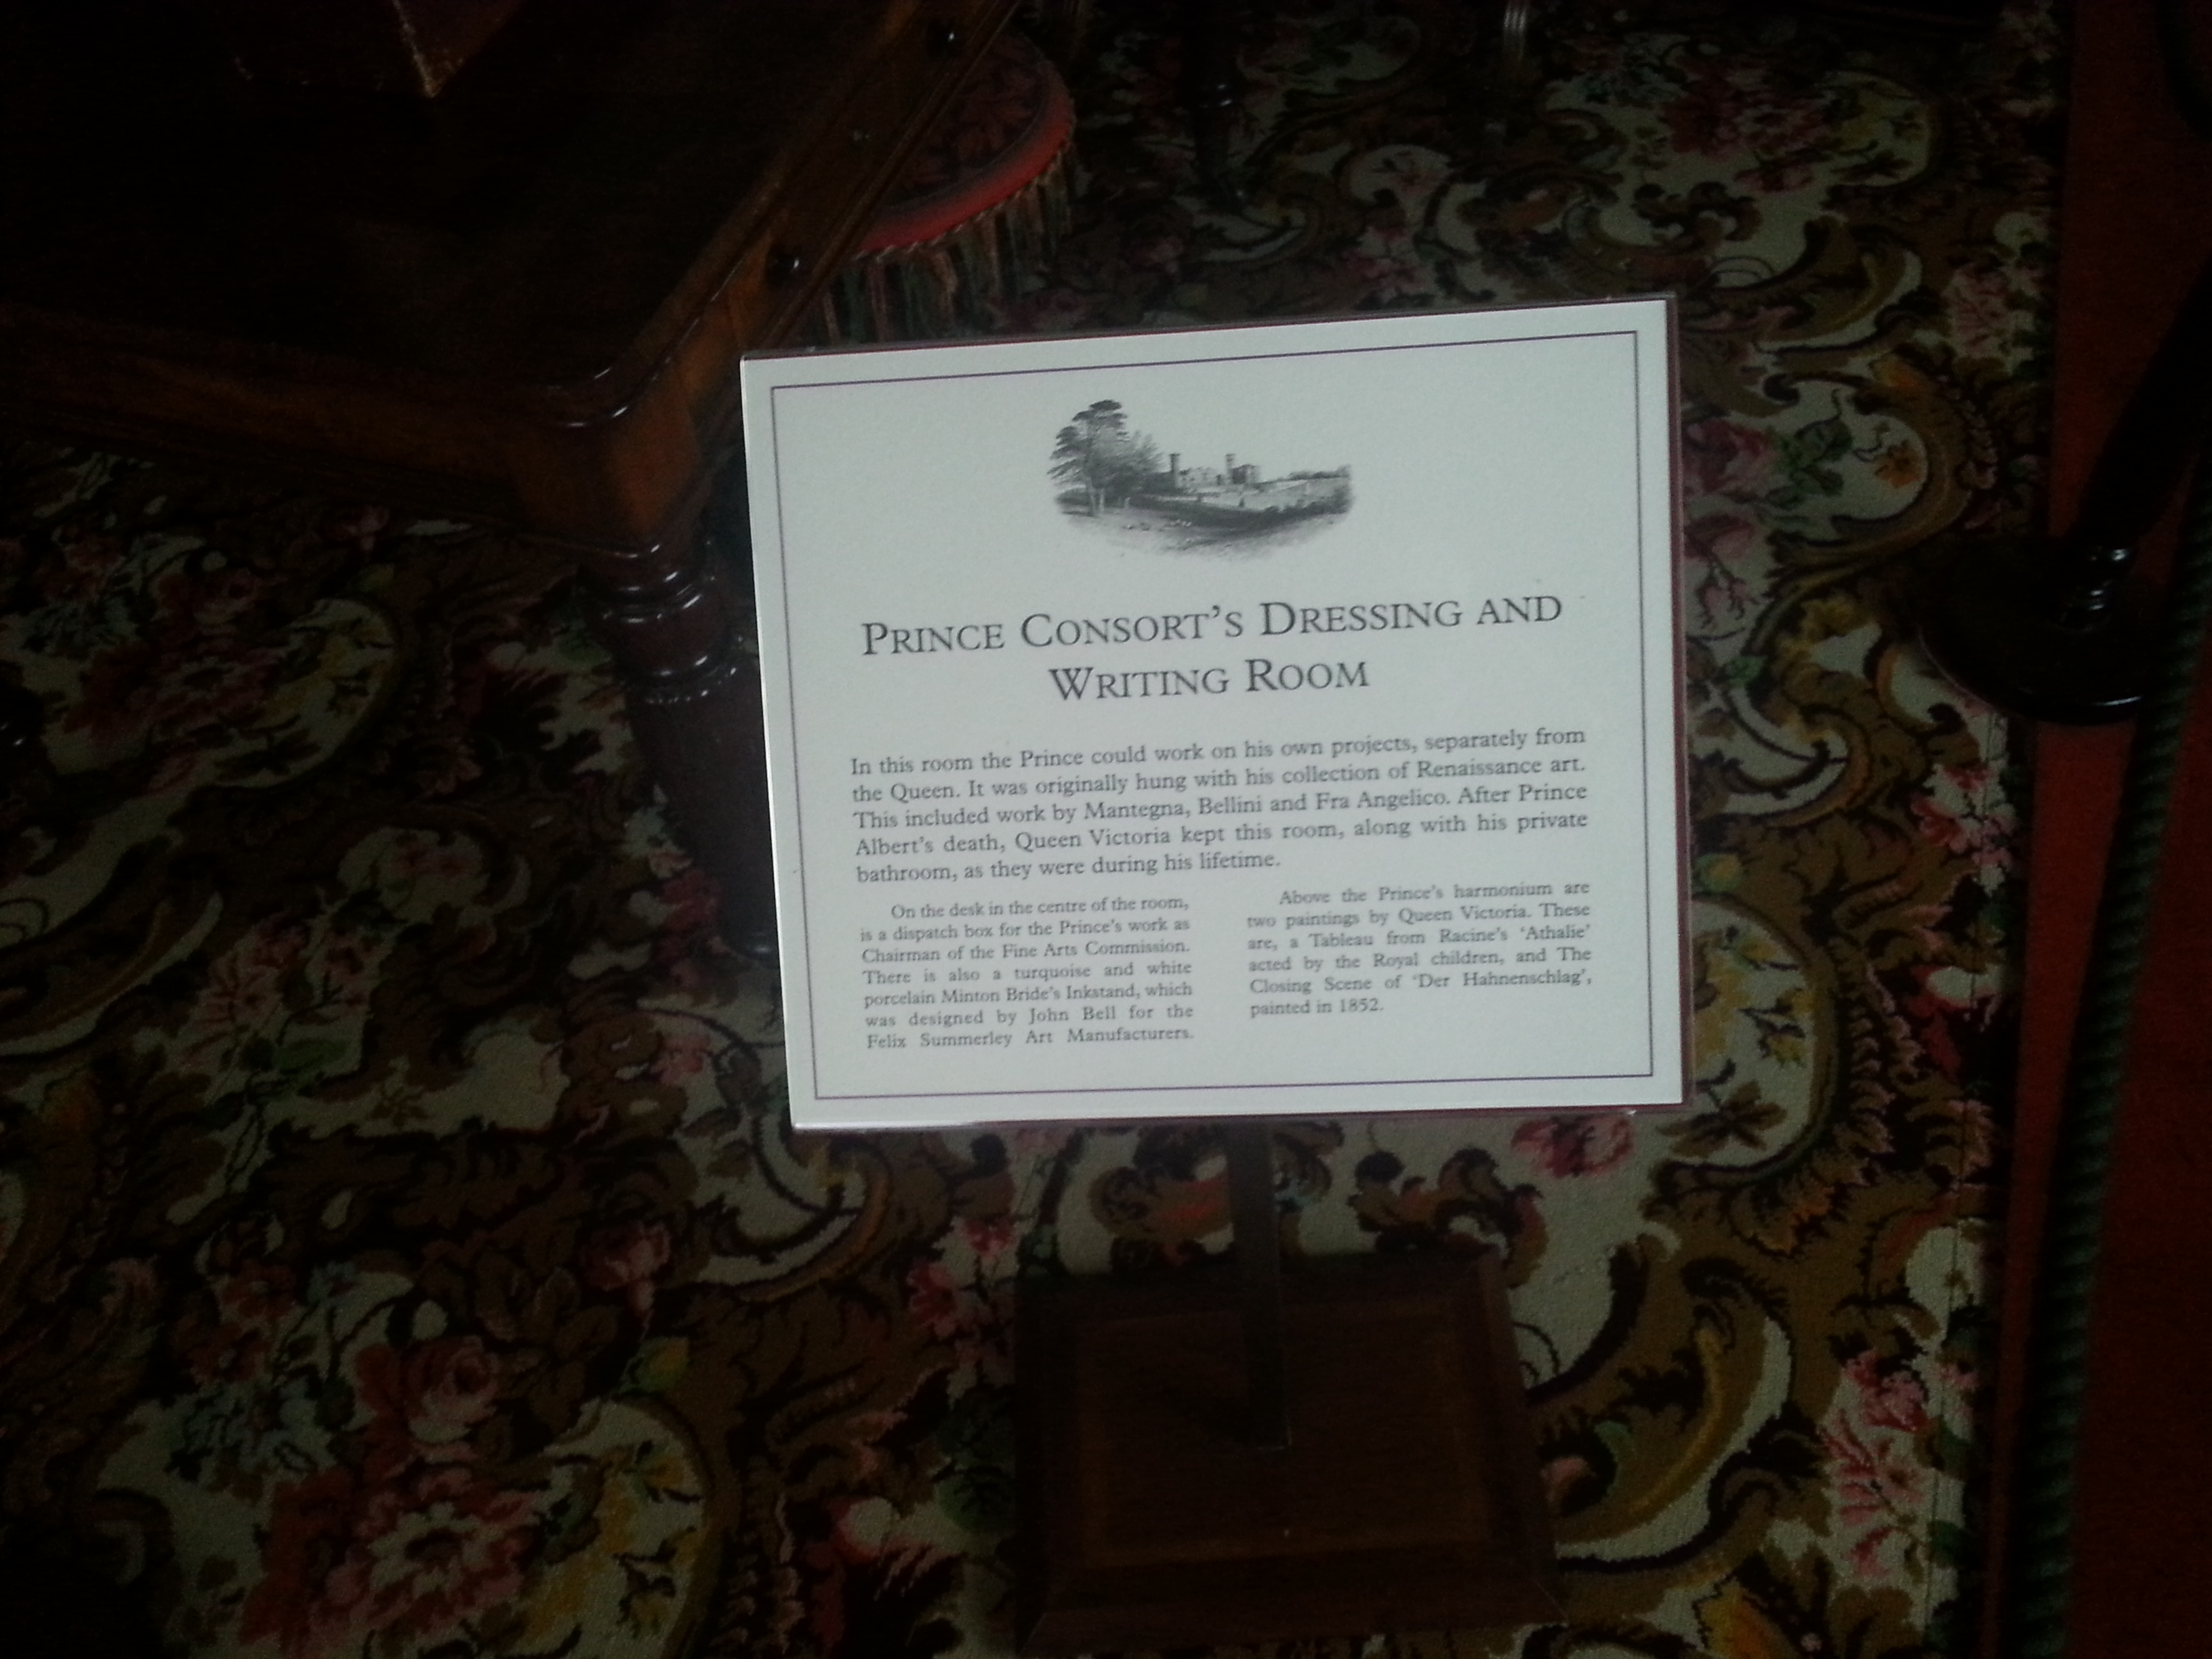 PRINCE CONSORT'S DRESSING AND
WRITING ROOM
In this room the Prince could work on his own projects, separately from
the Queen. It was originally hung with his collection of Renaissance art.
This included work by Mantegna, Bellini and Fra Angelico. After Prince
Albert's death, Queen Victoria kept this room, along with his private
bathroom, as they were during his lifetime.
On the desk in the centre of the room,
is a dispatch box for the Prince's work as
Chairman of the Fine Arts Commission.
There is also a turquoise and white
porcelain Minton Bride's Inkstand, which
was designed by John Bell for the
Felix Summerley Art Manufacturers.
Above the Prince's harmonium are
two paintings by Queen Victoria. These
are, a Tableau from Racine's 'Athalie'
acted by the Royal children, and The
Closing Scene of 'Der Hahnenschlag',
painted in 1852.